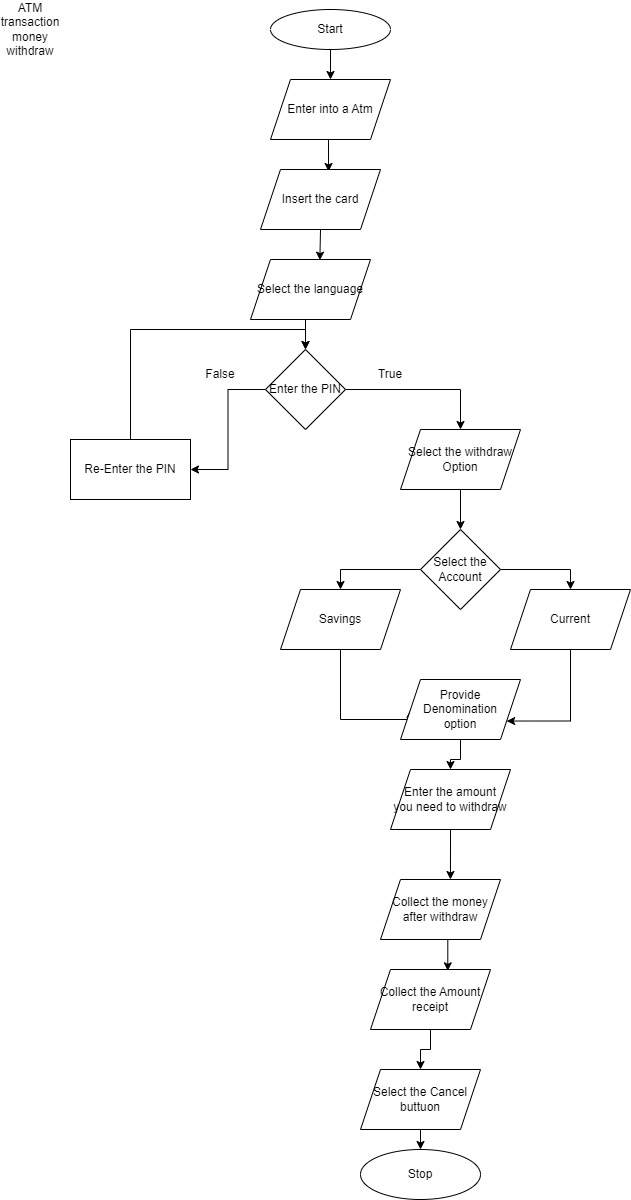 ATM
transaction
money
withdraw
Start
Enter into a Atm
Insert the card
Select the language
False
True
Enter the PIN
Re-Enter the PIN
Select the withdraw
Option
Select the
Account
Savings
Current
Provide
Denomination
option
Enter the amount
you need to withdraw
Collect the money
after withdraw
Collect the Amount
receipt
Select the Cancel
buttuon
Stop